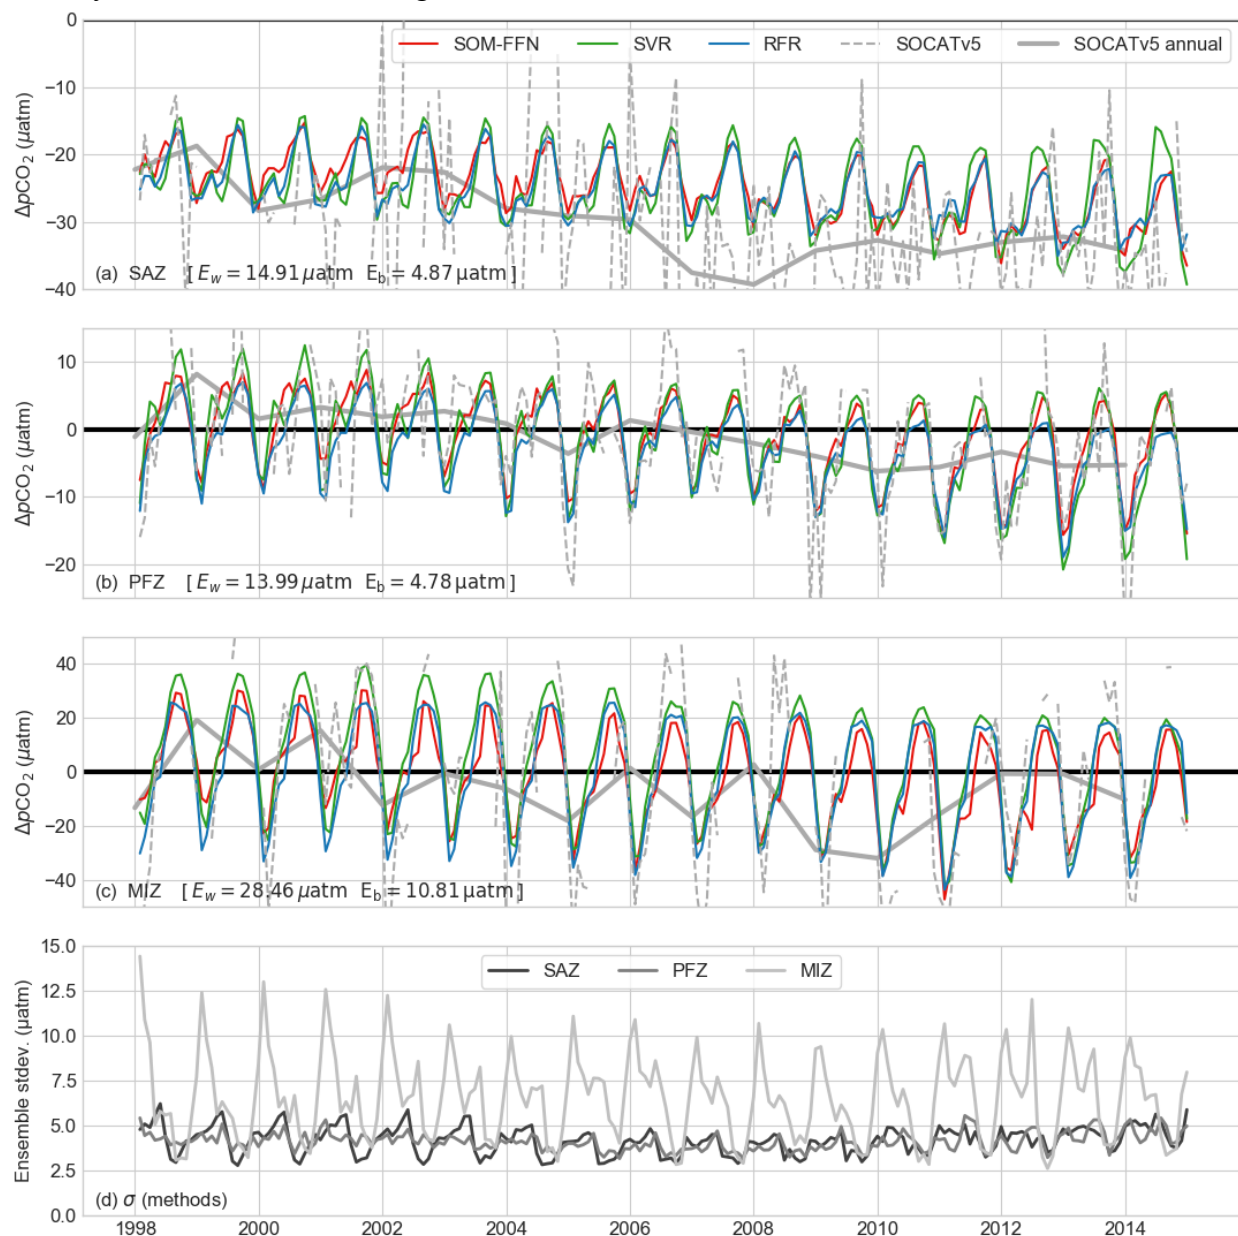 0
SOM-FFN SVR RFR SOCATv5 SOCATv5 annual
−10
−20
−30
−40
ΔpCO₂ (μatm)
(a) SAZ [ E_w = 14.91 μatm E_b = 4.87 μatm ]
10
0
−10
−20
ΔpCO₂ (μatm)
(b) PFZ [ E_w = 13.99 μatm E_b = 4.78 μatm ]
40
20
0
−20
−40
ΔpCO₂ (μatm)
(c) MIZ [ E_w = 28.46 μatm E_b = 10.81 μatm ]
15.0
SAZ PFZ MIZ
12.5
10.0
7.5
5.0
2.5
0.0
Ensemble stdev. (μatm)
(d) σ (methods)
1998 2000 2002 2004 2006 2008 2010 2012 2014